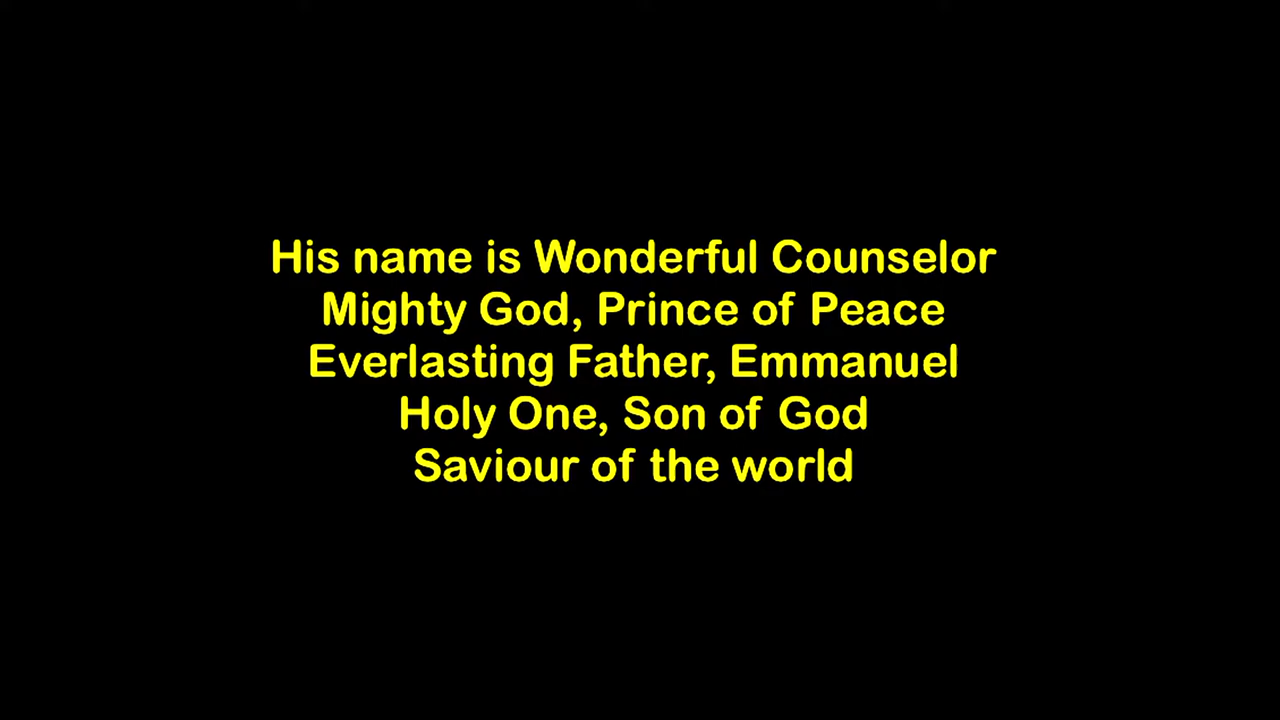 His name is Wonderful Counselor
Mighty God, Prince of Peace
Everlasting Father, Emmanuel
Holy One, Son of God
Saviour of the world